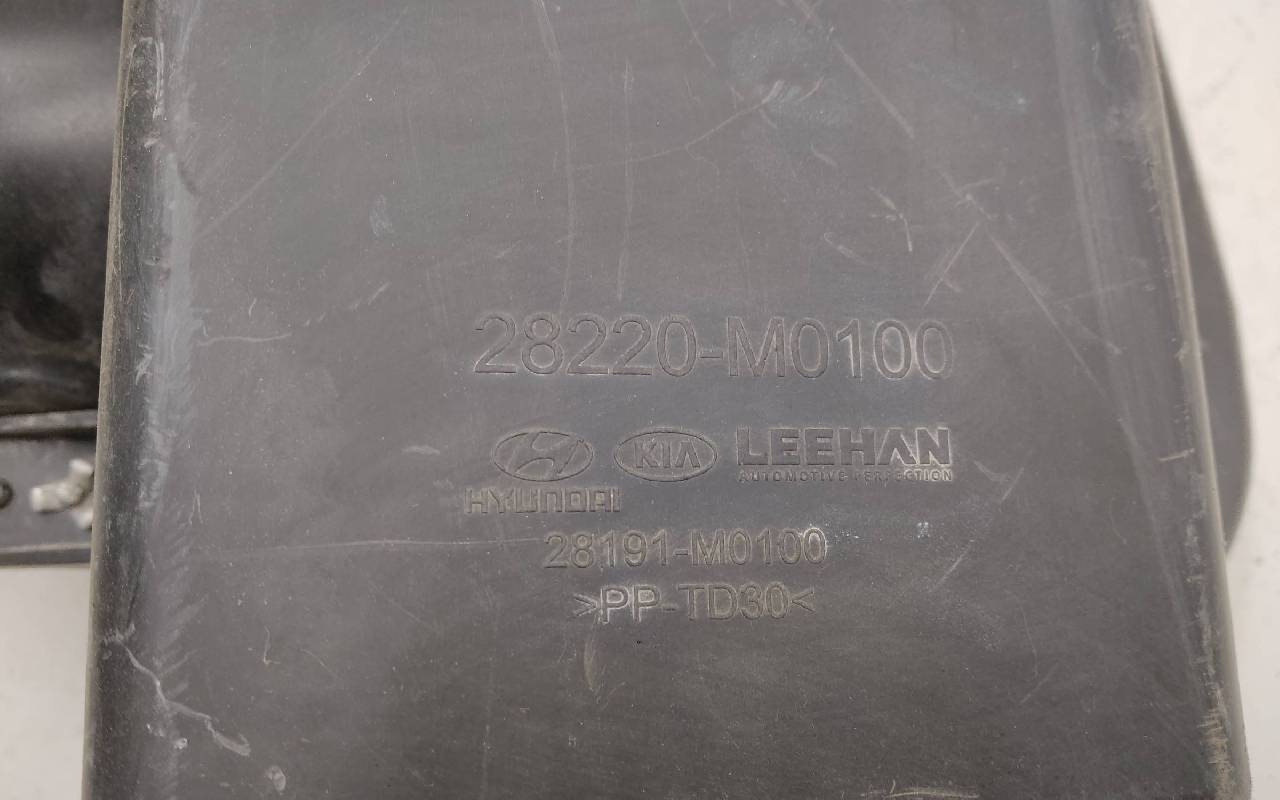 28220-M0100
KIA LEEHAN
AUTOMOTIVE PERFECTION
HYUNDAI
28191-M0100
>PP-TD30<